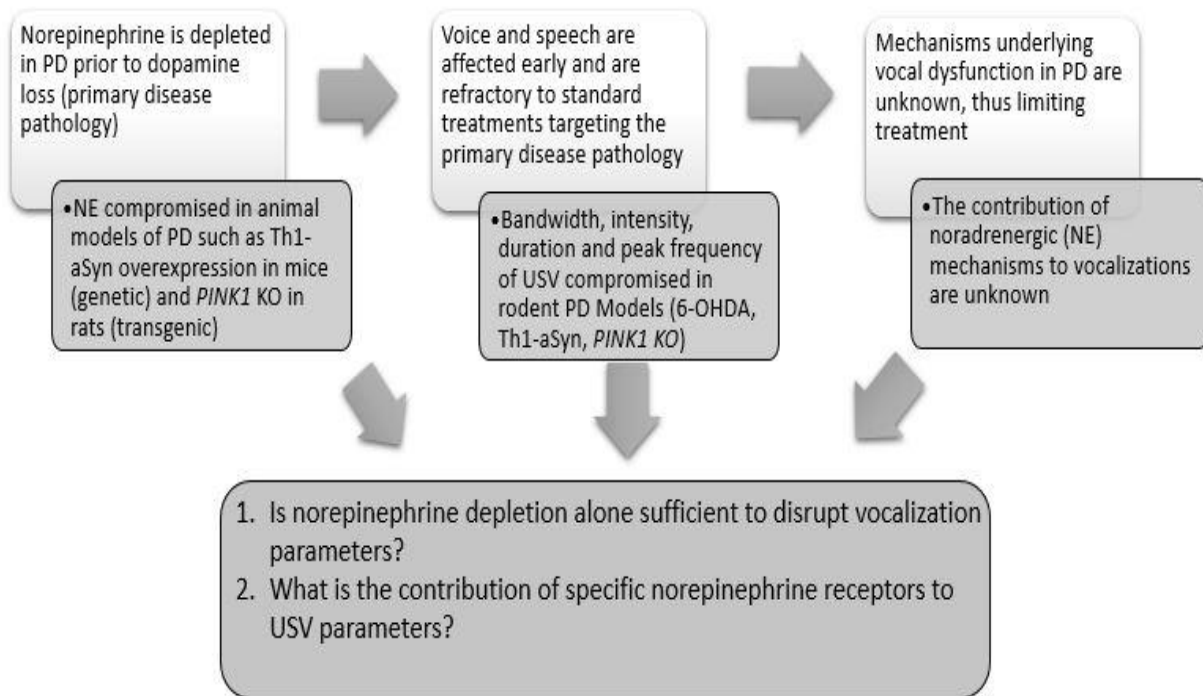 Norepinephrine is depleted
in PD prior to dopamine
loss (primary disease
pathology)
•NE compromised in animal
models of PD such as Th1-
aSyn overexpression in mice
(genetic) and PINK1 KO in
rats (transgenic)
Voice and speech are
affected early and are
refractory to standard
treatments targeting the
primary disease pathology
•Bandwidth, intensity,
duration and peak frequency
of USV compromised in
rodent PD Models (6-OHDA,
Th1-aSyn, PINK1 KO)
Mechanisms underlying
vocal dysfunction in PD are
unknown, thus limiting
treatment
•The contribution of
noradrenergic (NE)
mechanisms to vocalizations
are unknown
1. Is norepinephrine depletion alone sufficient to disrupt vocalization
parameters?
2. What is the contribution of specific norepinephrine receptors to
USV parameters?